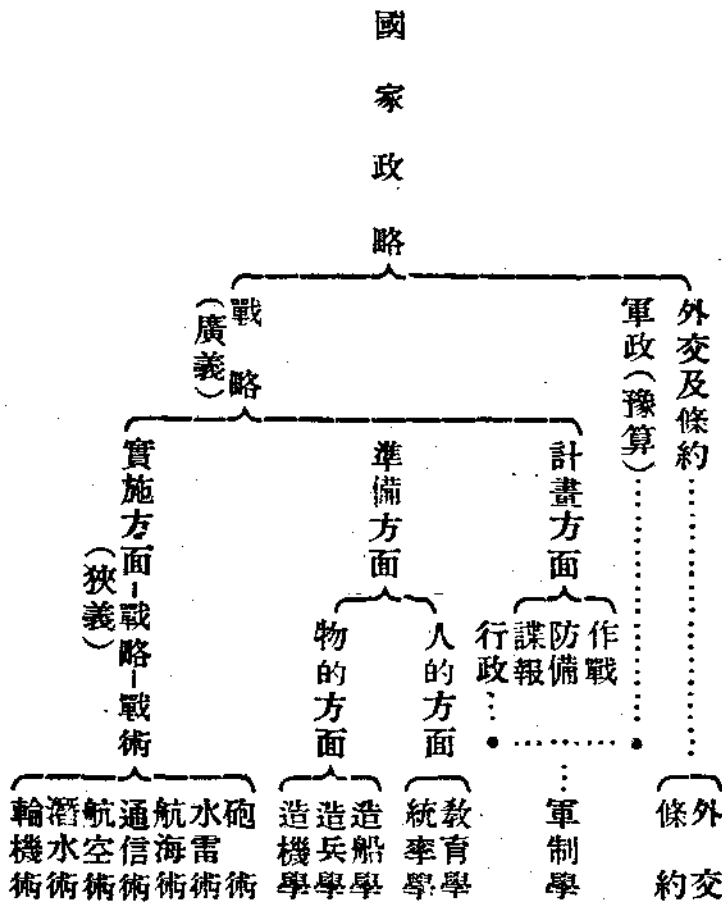 國家政略
外交及條約
軍政(豫算)
戰略
(廣義)
計畫方面
準備方面
實施方面-戰略-戰術
(狹義)
作戰
防備
諜報
行政
人的方面
物的方面
外交
條約
軍制學
教育學
統率學
造船學
造兵學
造機學
砲術
水雷術
航海術
通信術
航空術
潛水術
輪機術